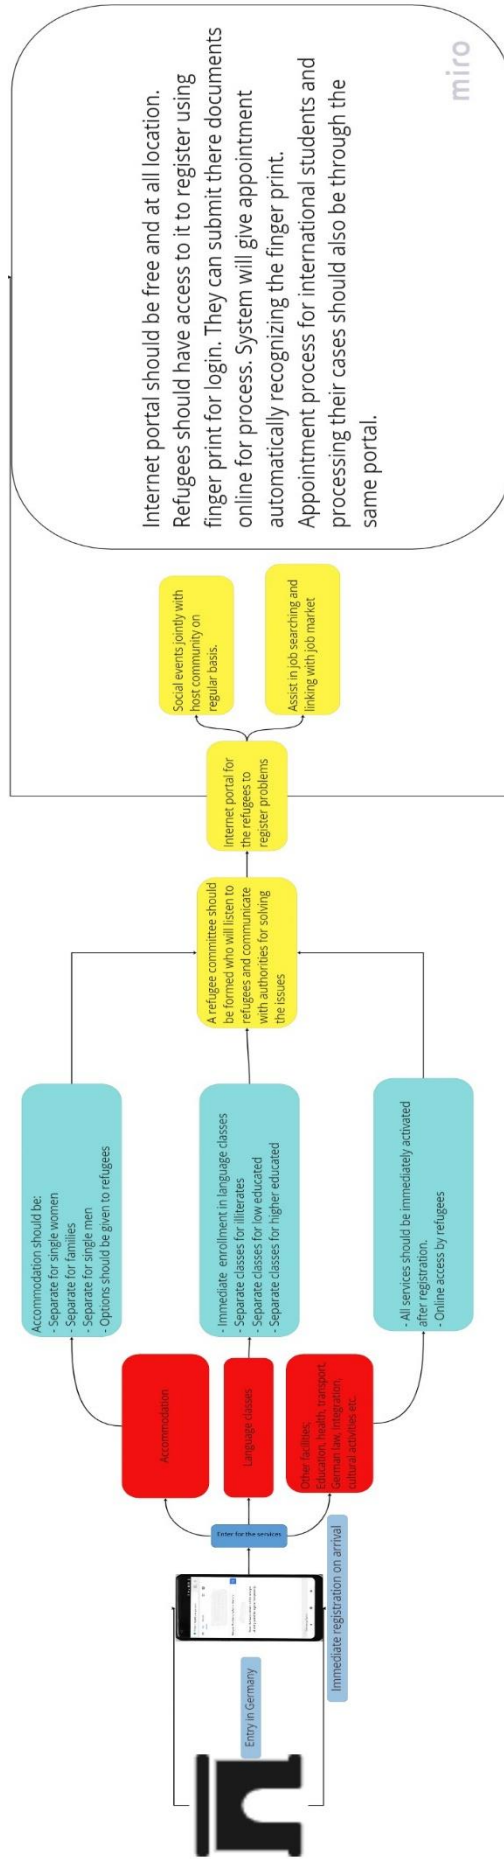 Entry in Germany
Immediate registration on arrival
Enter for the services
Accommodation
Language classes
Other facilities;
Education, health, transport,
German law, integration,
cultural activities etc.
Accommodation should be:
- Separate for single women
- Separate for families
- Separate for single men
- Options should be given to refugees
- Immediate enrollment in language classes
- Separate classes for illiterates
- Separate classes for low educated
- Separate classes for higher educated
- All services should be immediately activated
after registration.
- Online access by refugees
A refugee committee should
be formed who will listen to
refugees and communicate
with authorities for solving
the issues
Internet portal for
the refugees to
register problems
Social events jointly with
host community on
regular basis.
Assist in job searching and
linking with job market
Internet portal should be free and at all location.
Refugees should have access to it to register using
finger print for login. They can submit there documents
online for process. System will give appointment
automatically recognizing the finger print.
Appointment process for international students and
processing their cases should also be through the
same portal.
miro